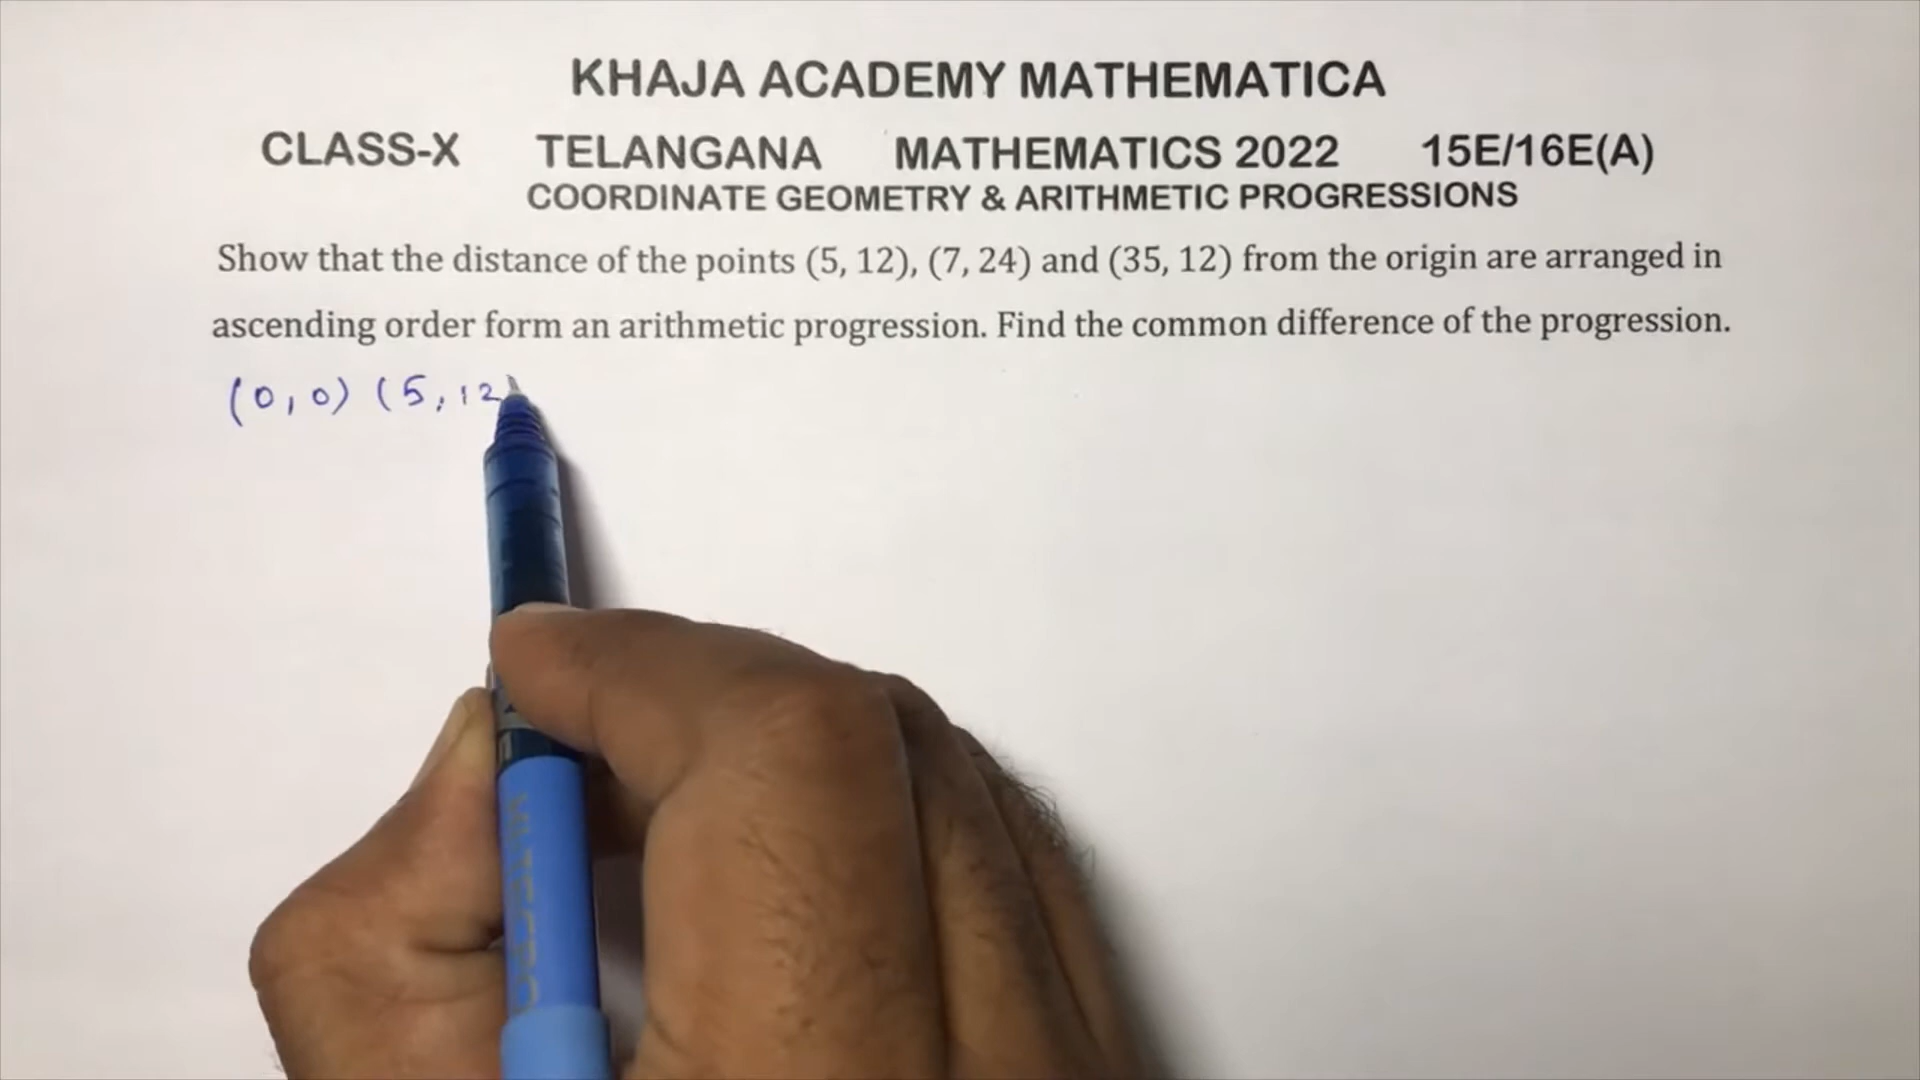 KHAJA ACADEMY MATHEMATICA
CLASS-X TELANGANA MATHEMATICS 2022 15E/16E(A)
COORDINATE GEOMETRY & ARITHMETIC PROGRESSIONS
Show that the distance of the points (5, 12), (7, 24) and (35, 12) from the origin are arranged in
ascending order form an arithmetic progression. Find the common difference of the progression.
(0,0) (5,12)